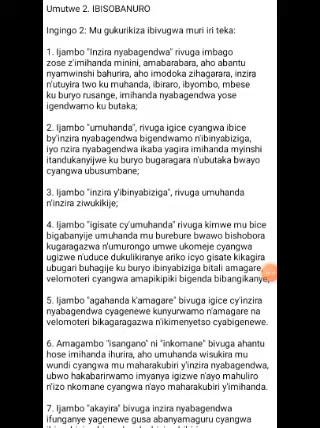 Umutwe 2. IBISOBANURO
Ingingo 2: Mu gukurikiza ibivugwa muri iri teka:
1. Ijambo "Inzira nyabagendwa" rivuga imbago
zose z'imihanda minini, amabarabara, aho abantu
nyamwinshi bahurira, aho imodoka zihagarara, inzira
n'utuyira two ku muhanda, ibiraro, ibyombo, mbese
ku buryo rusange, imihanda nyabagendwa yose
igendwamo ku butaka;
2. Ijambo "umuhanda", rivuga igice cyangwa ibice
by'inzira nyabagendwa bigendwamo n'ibinyabiziga,
iyo nzira nyabagendwa ikaba yagira imihanda myinshi
itandukanyijwe ku buryo bugaragara n'ubutaka bwayo
cyangwa ubusumbane;
3. Ijambo "inzira y'ibinyabiziga", rivuga umuhanda
n'inzira ziwukikije;
4. Ijambo "igisate cy'umuhanda" rivuga kimwe mu bice
bigabanyije umuhanda mu burebure bwawo bishobora
kugaragazwa n'umurongo umwe ukomeje cyangwa
ugizwe n'uduce dukulikiranye ariko icyo gisate kikagira
ubugari buhagije ku buryo ibinyabiziga bitali amagare,
velomoteri cyangwa amapikipiki bigenda bibangikanye,
5. Ijambo "agahanda k'amagare" bivuga igice cy'inzira
nyabagendwa cyagenewe kunyurwamo n'amagare na
velomoteri bikagaragazwa n'ikimenyetso cyabigenewe.
6. Amagambo "isangano" ni "inkomane" bivuga ahantu
hose imihanda ihurira, aho umuhanda wisukira mu
wundi cyangwa mu maharakubiri y'inzira nyabagendwa,
ubwo hakabarirwamo imyanya igizwe n'ayo mahuliro
n'izo nkomane cyangwa n'ayo maharakubiri y'imihanda.
7. Ijambo "akayira" bivuga inzira nyabagendwa
ifunganye yagenewe gusa abanyamaguru cyangwa